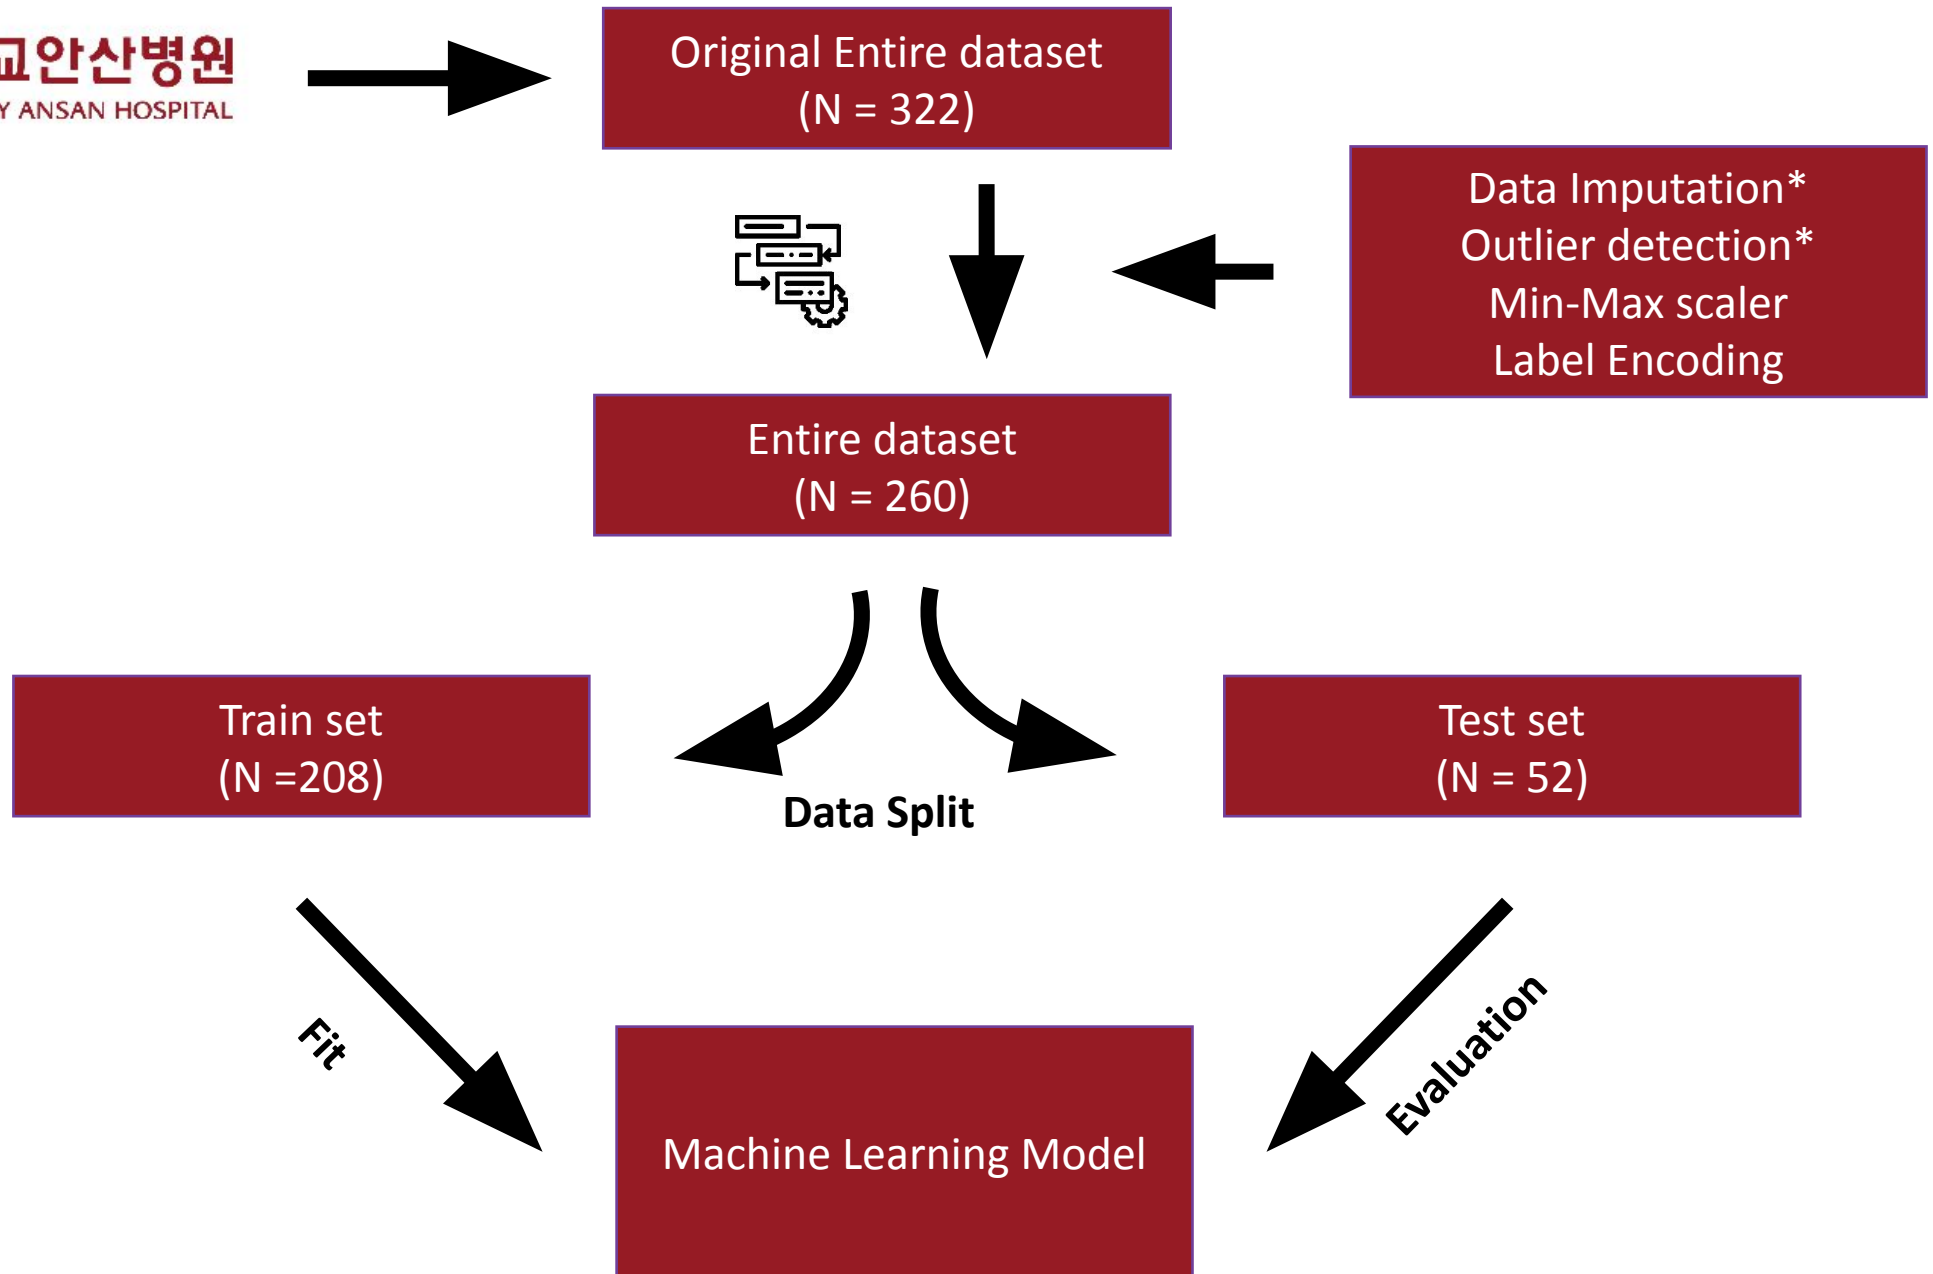 교안산병원
Y ANSAN HOSPITAL
Original Entire dataset
(N = 322)
Data Imputation*
Outlier detection*
Min-Max scaler
Label Encoding
Entire dataset
(N = 260)
Train set
(N =208)
Test set
(N = 52)
Data Split
Fit
Evaluation
Machine Learning Model